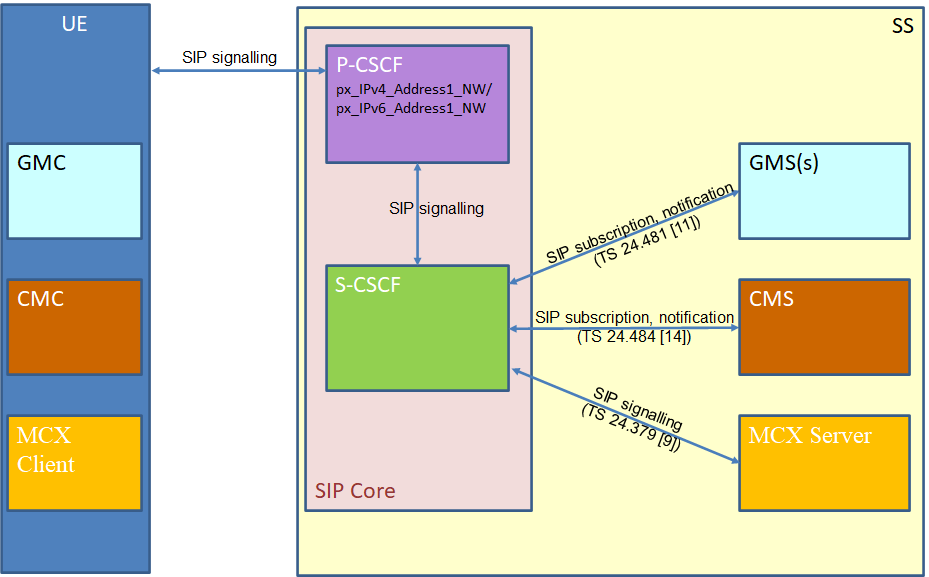 UE
SS
SIP signalling
P-CSCF
px_IPv4_Address1_NW/
px_IPv6_Address1_NW
GMC
GMS(s)
SIP signalling
SIP subscription, notification
(TS 24.481 [11])
CMC
S-CSCF
CMS
SIP subscription, notification
(TS 24.484 [14])
SIP signalling
(TS 24.379 [9])
MCX
Client
MCX Server
SIP Core